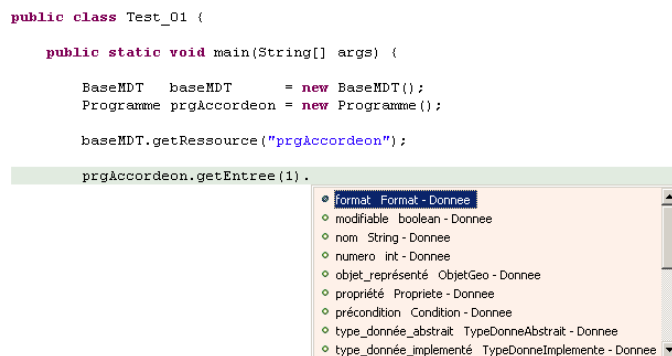 public class Test_01 {
public static void main(String[] args) {
BaseMDT baseMDT = new BaseMDT();
Programme prgAccordeon = new Programme();
baseMDT.getRessource("prgAccordeon");
prgAccordeon.getEntree(1).
format Format - Donnee
modifiable boolean - Donnee
nom String - Donnee
numero int - Donnee
objet_représenté ObjetGeo - Donnee
propriété Propriete - Donnee
précondition Condition - Donnee
type_donnée_abstrait TypeDonneAbstrait - Donnee
type_donnée_implementé TypeDonneImplemente - Donnee